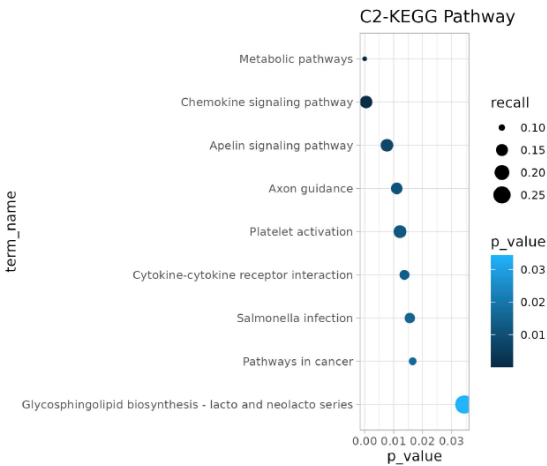 C2-KEGG Pathway
term_name
Metabolic pathways
Chemokine signaling pathway
Apelin signaling pathway
Axon guidance
Platelet activation
Cytokine-cytokine receptor interaction
Salmonella infection
Pathways in cancer
Glycosphingolipid biosynthesis - lacto and neolacto series
0.00 0.01 0.02 0.03
p_value
recall
0.10
0.15
0.20
0.25
p_value
0.03
0.02
0.01